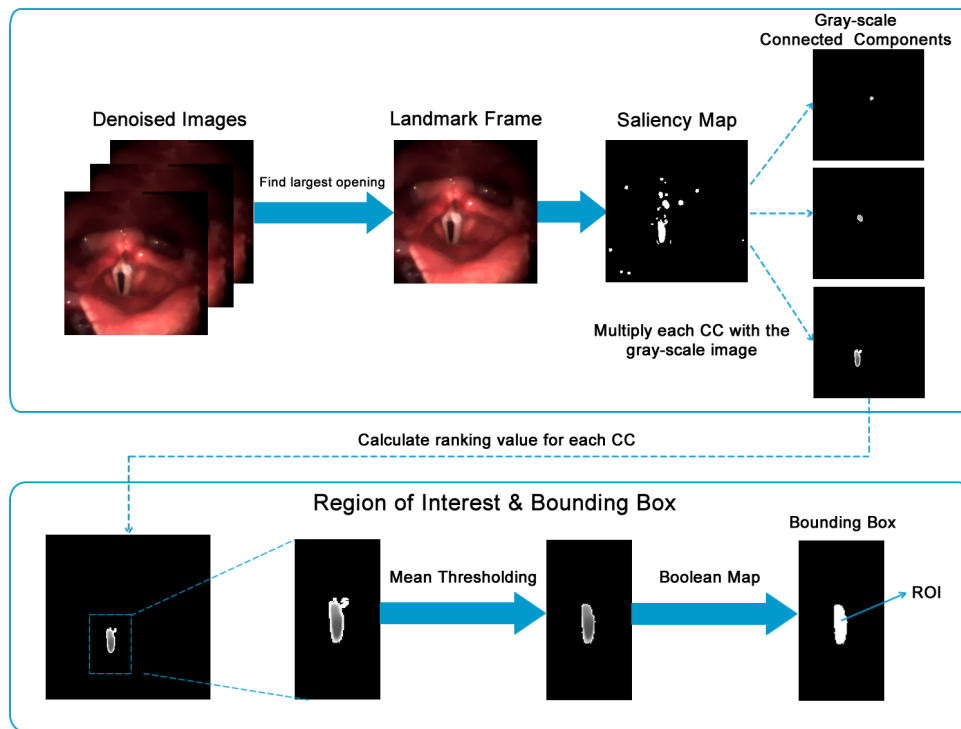 Gray-scale
Connected Components
Denoised Images
Landmark Frame
Saliency Map
Find largest opening
Multiply each CC with the
gray-scale image
Calculate ranking value for each CC
Region of Interest & Bounding Box
Bounding Box
Mean Thresholding
Boolean Map
ROI